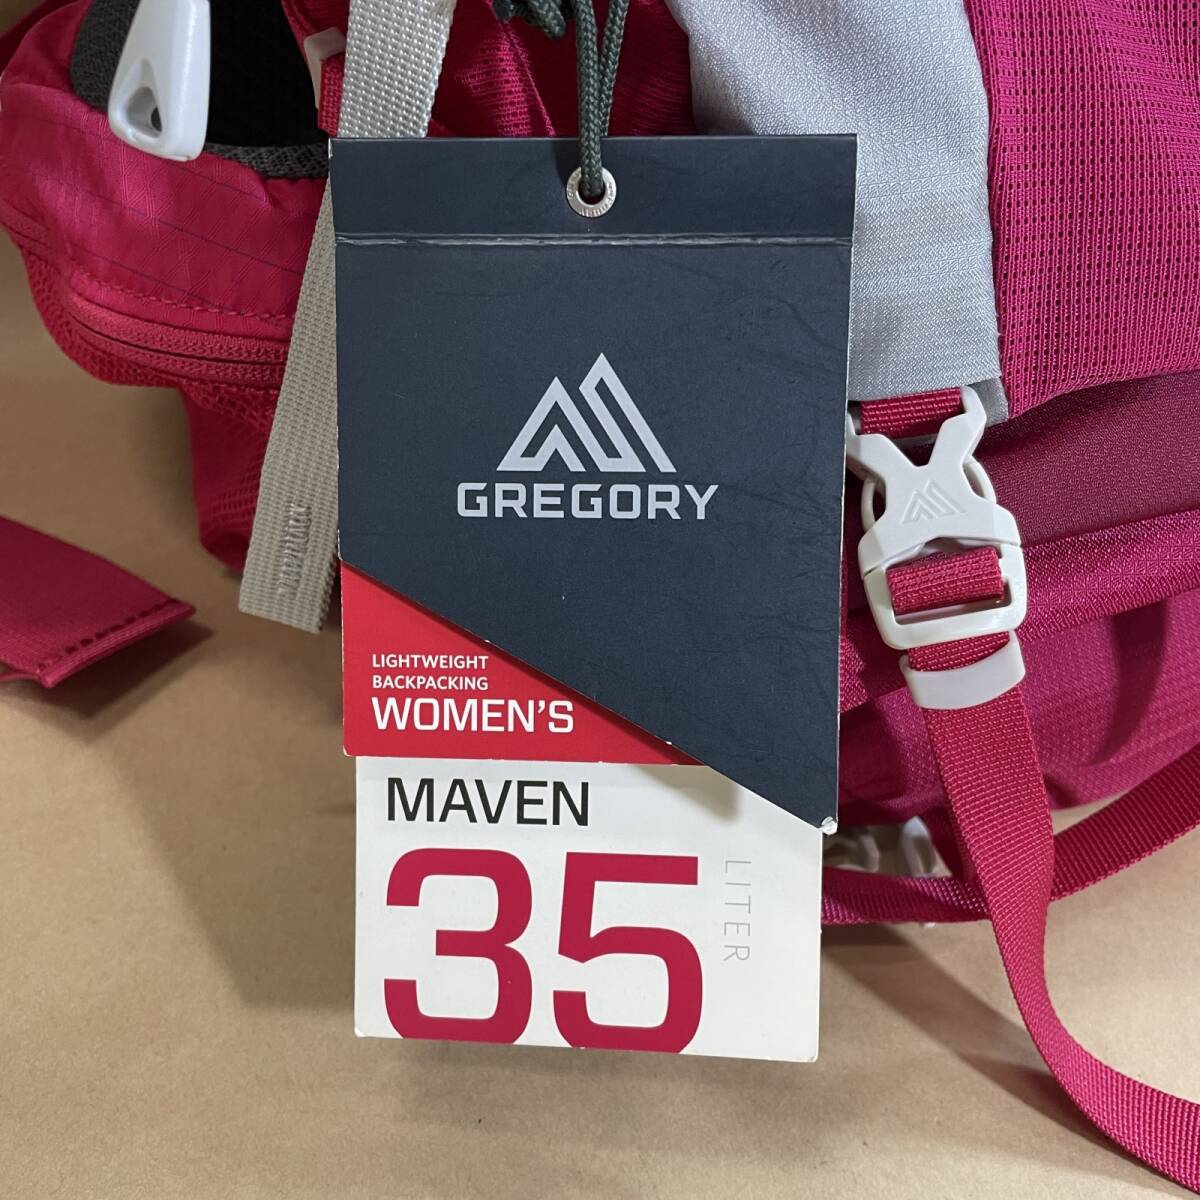 GREGORY
LIGHTWEIGHT
BACKPACKING
WOMEN'S
MAVEN
35
LITER